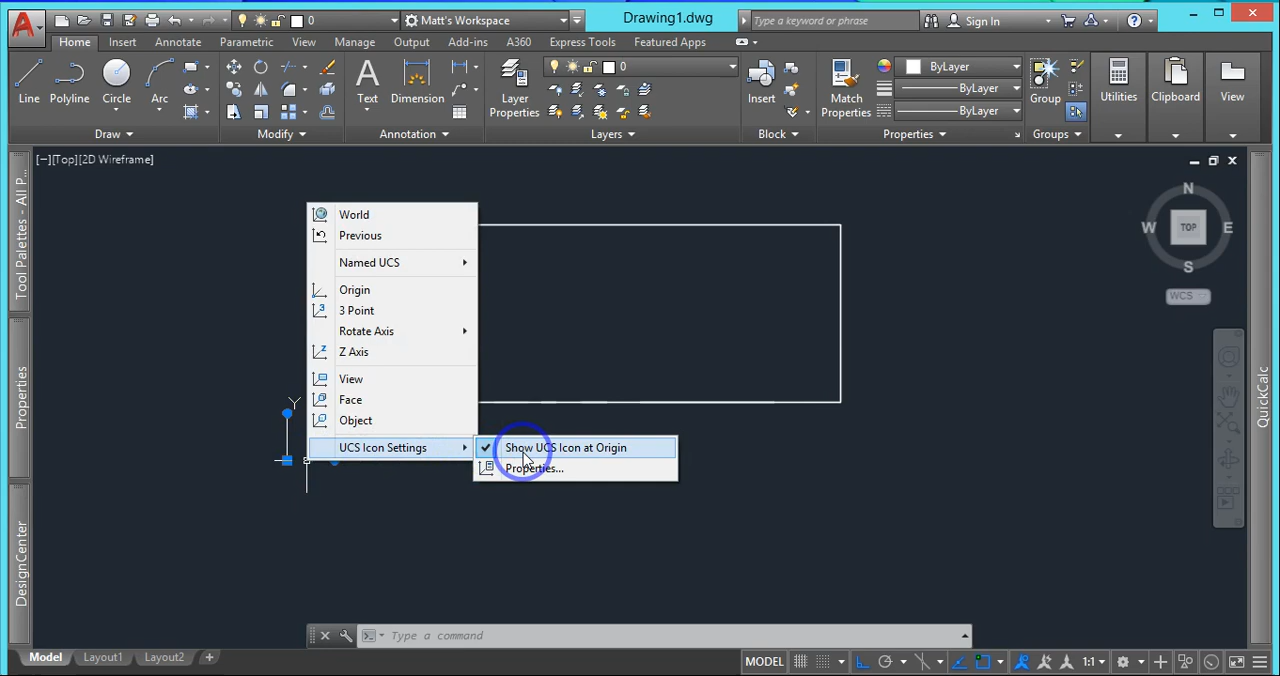 A 0 Matt's Workspace Drawing1.dwg Type a keyword or phrase Sign In ?
Home Insert Annotate Parametric View Manage Output Add-ins A360 Express Tools Featured Apps
Line Polyline Circle Arc
Draw
Modify
A Text Dimension
Annotation
Layer Properties
0
Layers
Insert
Block
Match Properties
ByLayer
ByLayer
ByLayer
Properties
Group
Groups
Utilities
Clipboard
View
[−][Top][2D Wireframe]
Tool Palettes - All P...
Properties
DesignCenter
World
Previous
Named UCS
Origin
3 Point
Rotate Axis
Z Axis
View
Face
Object
UCS Icon Settings
Show UCS Icon at Origin
Properties...
Y
N
W TOP E
S
WCS
QuickCalc
Type a command
Model Layout1 Layout2 +
MODEL 1:1